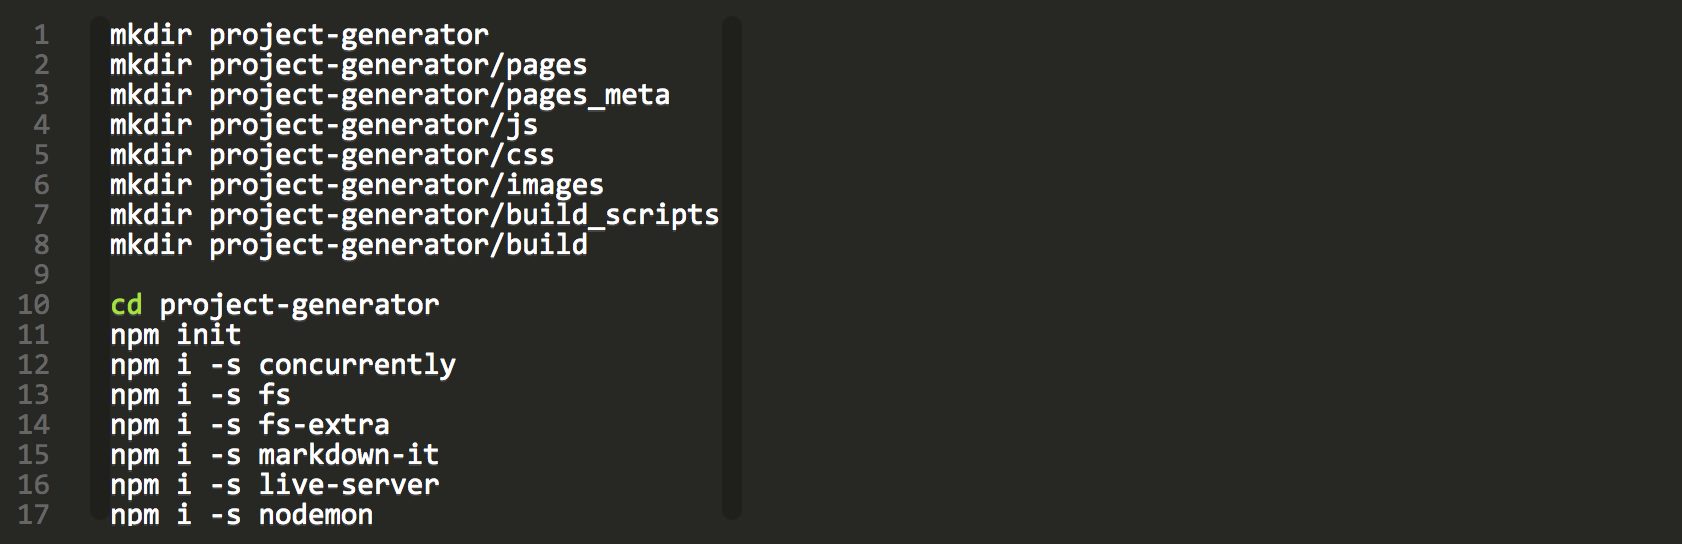 1 mkdir project-generator
2 mkdir project-generator/pages
3 mkdir project-generator/pages_meta
4 mkdir project-generator/js
5 mkdir project-generator/css
6 mkdir project-generator/images
7 mkdir project-generator/build_scripts
8 mkdir project-generator/build
9
10 cd project-generator
11 npm init
12 npm i -s concurrently
13 npm i -s fs
14 npm i -s fs-extra
15 npm i -s markdown-it
16 npm i -s live-server
17 npm i -s nodemon